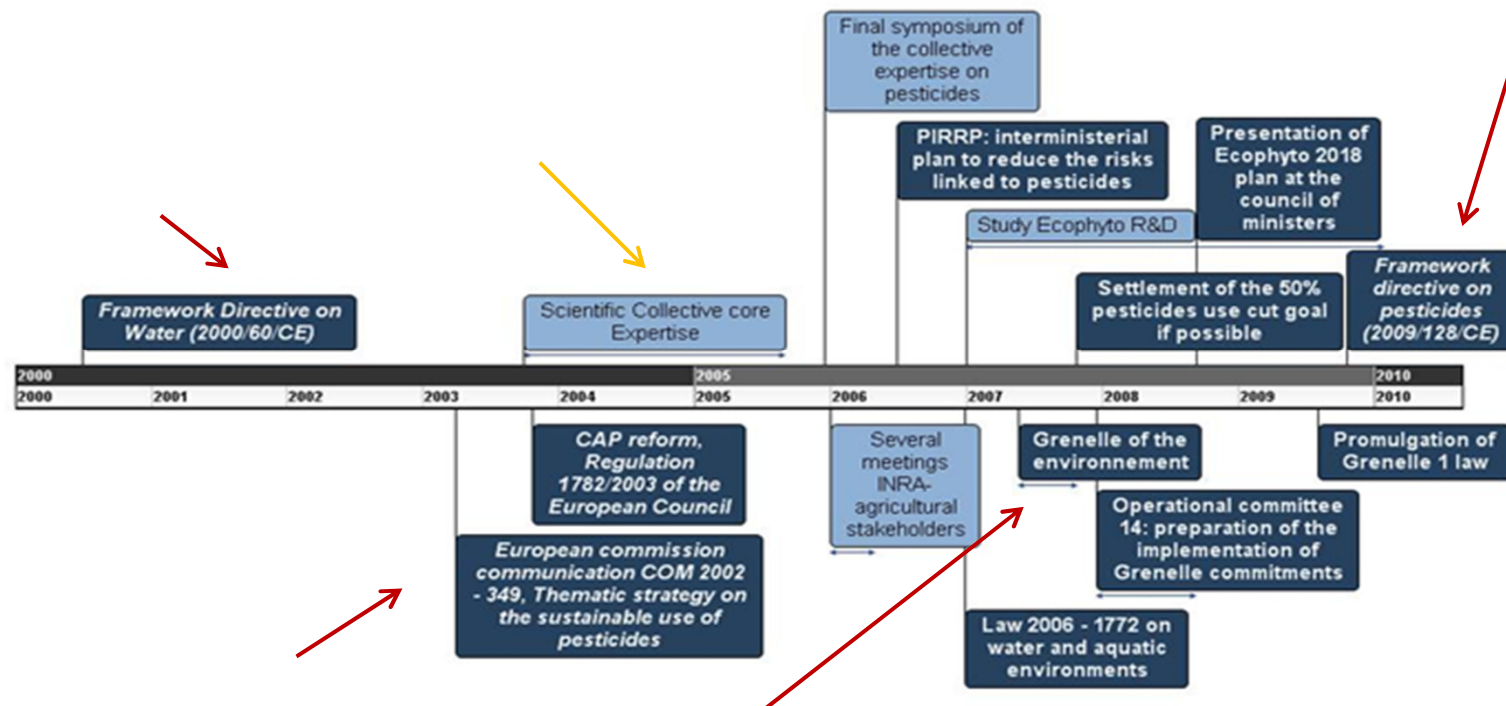 Final symposium of
the collective
expertise on
pesticides
PIRRP: interministerial
plan to reduce the risks
linked to pesticides
Presentation of
Ecophyto 2018
plan at the
council of
ministers
Study Ecophyto R&D
Framework Directive on
Water (2000/60/CE)
Scientific Collective core
Expertise
Settlement of the 50%
pesticides use cut goal
if possible
Framework
directive on
pesticides
(2009/128/CE)
2000 2005 2010
2000 2001 2002 2003 2004 2005 2006 2007 2008 2009 2010
CAP reform,
Regulation
1782/2003 of the
European Council
Several
meetings
INRA-
agricultural
stakeholders
Grenelle of the
environnement
Promulgation of
Grenelle 1 law
European commission
communication COM 2002
- 349, Thematic strategy on
the sustainable use of
pesticides
Operational committee
14: preparation of the
implementation of
Grenelle commitments
Law 2006 - 1772 on
water and aquatic
environments